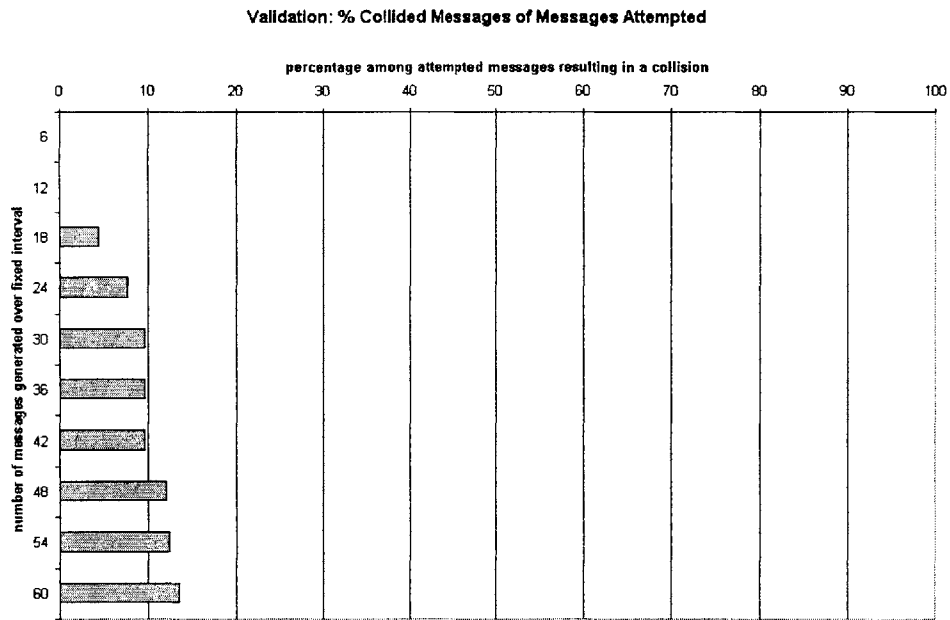 Validation: % Collided Messages of Messages Attempted
percentage among attempted messages resulting in a collision
0 10 20 30 40 50 60 70 80 90 100
number of messages generated over fixed interval
6
12
18
24
30
36
42
48
54
60